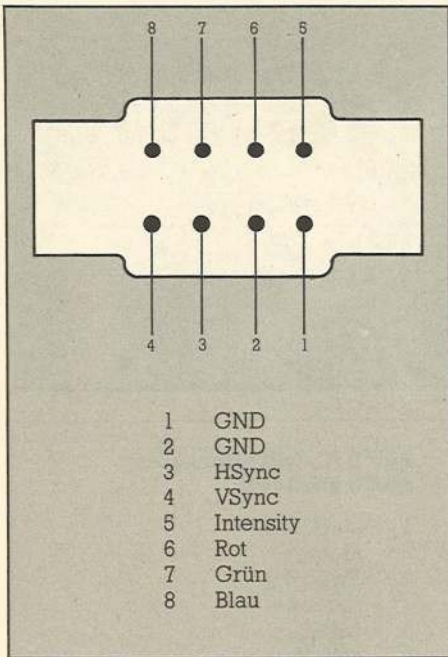 8 7 6 5
4 3 2 1
1 GND
2 GND
3 HSync
4 VSync
5 Intensity
6 Rot
7 Grün
8 Blau